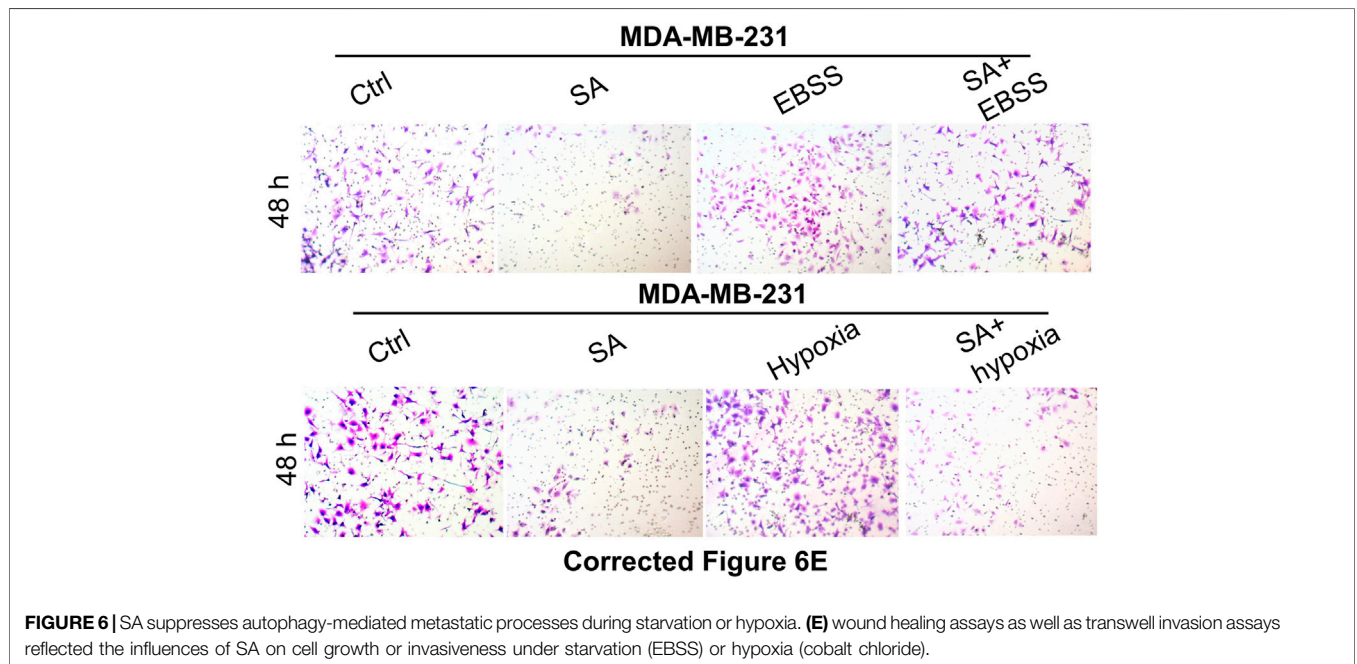 MDA-MB-231
Ctrl
SA
EBSS
SA+
EBSS
48 h
MDA-MB-231
Ctrl
SA
Hypoxia
SA+
hypoxia
48 h
Corrected Figure 6E
FIGURE 6 | SA suppresses autophagy-mediated metastatic processes during starvation or hypoxia. (E) wound healing assays as well as transwell invasion assays
reflected the influences of SA on cell growth or invasiveness under starvation (EBSS) or hypoxia (cobalt chloride).